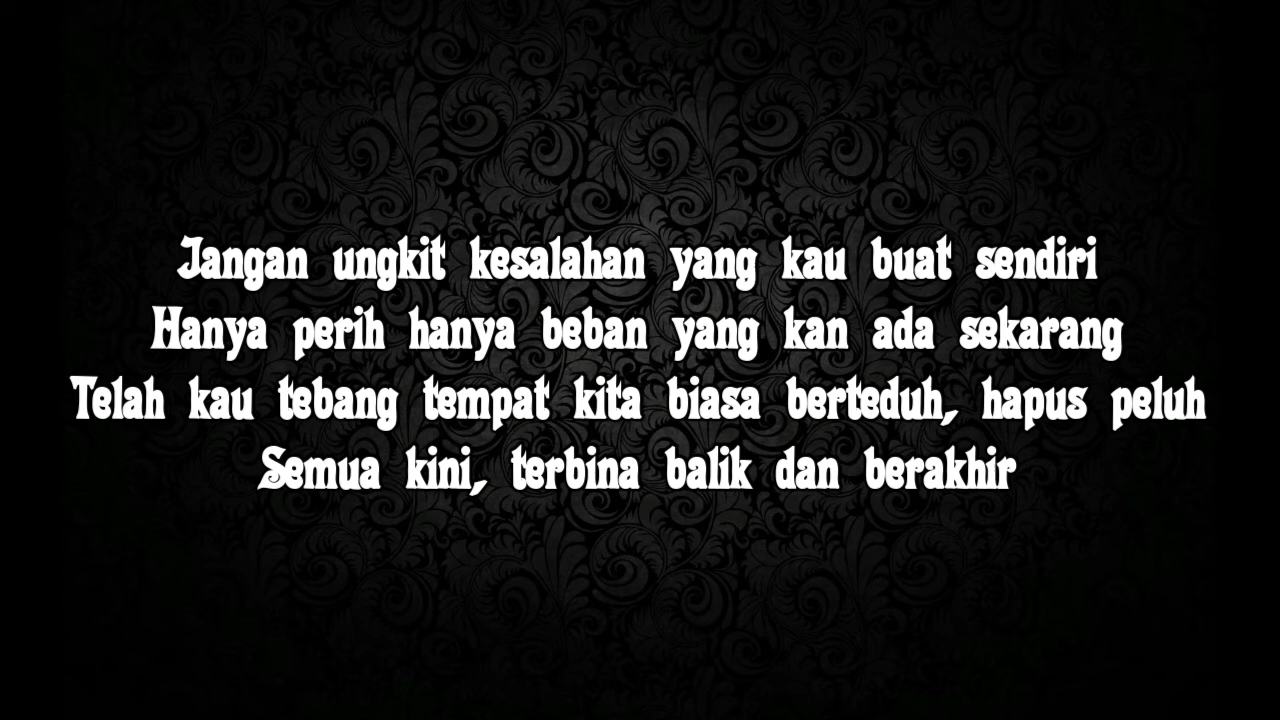 Jangan ungkit kesalahan yang kau buat sendiri
Hanya perih hanya beban yang kan ada sekarang
Telah kau tebang tempat kita biasa berteduh, hapus peluh
Semua kini, terbina balik dan berakhir